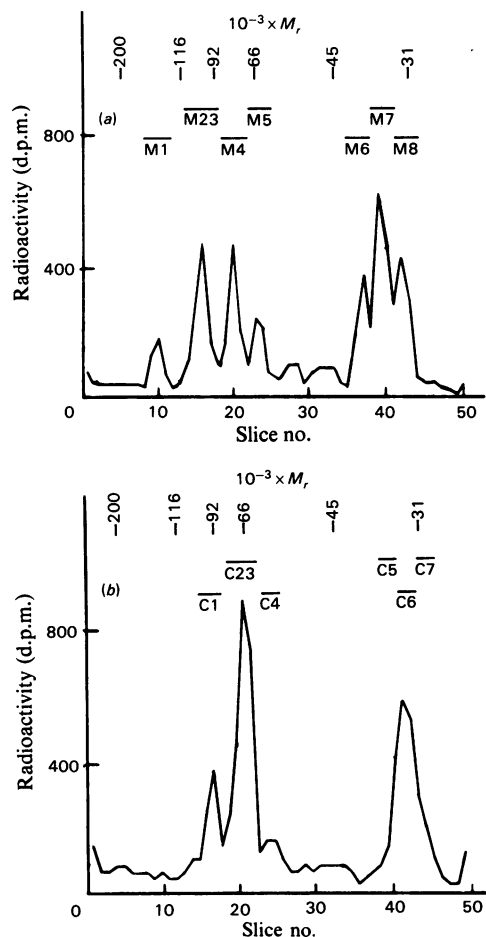 10⁻³ × Mᵣ
–200 –116 –92 –66 –45 –31
(a) M23 M5 M7
M1 M4 M6 M8
Radioactivity (d.p.m.)
800
400
0 10 20 30 40 50
Slice no.
10⁻³ × Mᵣ
–200 –116 –92 –66 –45 –31
C23 C5 C7
(b) C1 C4 C6
Radioactivity (d.p.m.)
800
400
0 10 20 30 40 50
Slice no.